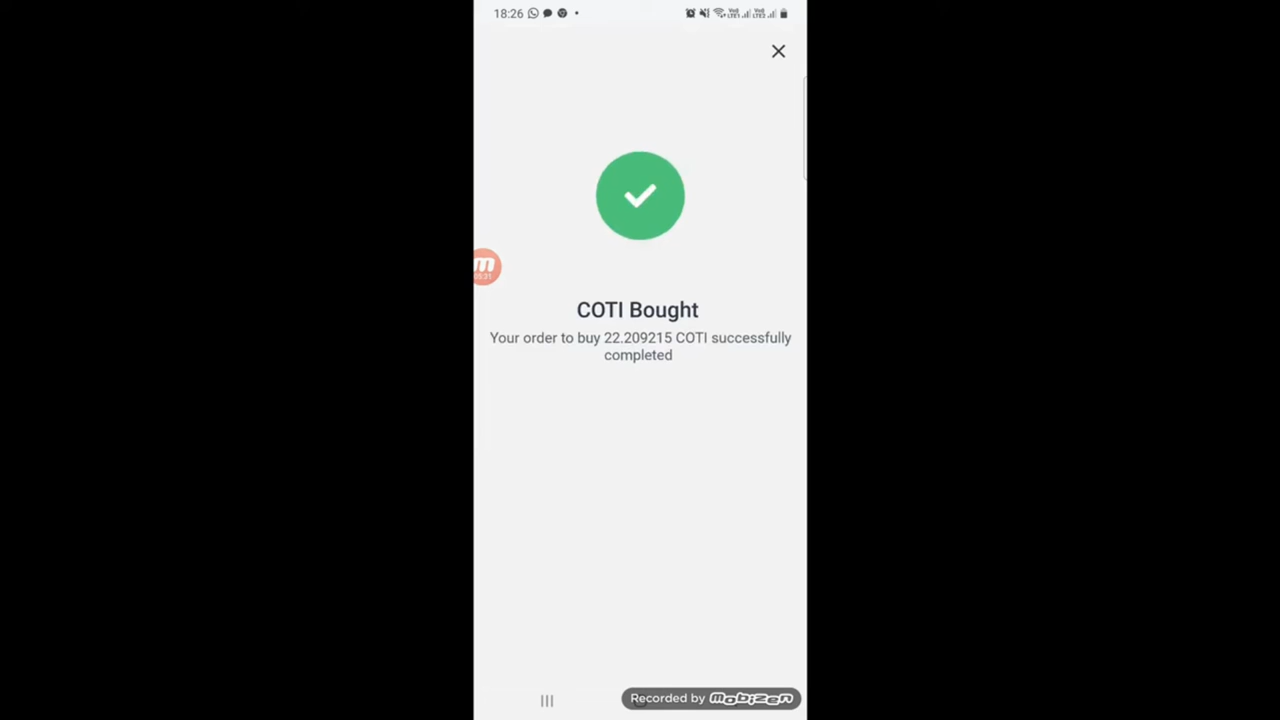 18:26
COTI Bought
Your order to buy 22.209215 COTI successfully
completed
Recorded by mobizen